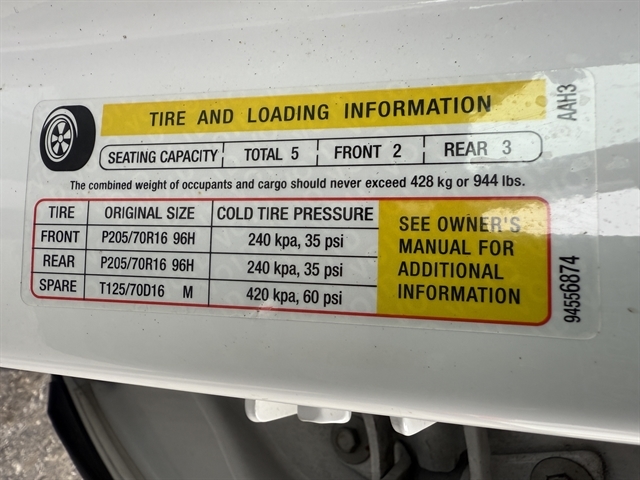 TIRE AND LOADING INFORMATION
SEATING CAPACITY TOTAL 5 FRONT 2 REAR 3
The combined weight of occupants and cargo should never exceed 428 kg or 944 lbs.
TIRE ORIGINAL SIZE COLD TIRE PRESSURE
FRONT P205/70R16 96H 240 kpa, 35 psi
REAR P205/70R16 96H 240 kpa, 35 psi
SPARE T125/70D16 M 420 kpa, 60 psi
SEE OWNER'S
MANUAL FOR
ADDITIONAL
INFORMATION
AAH3
94556874